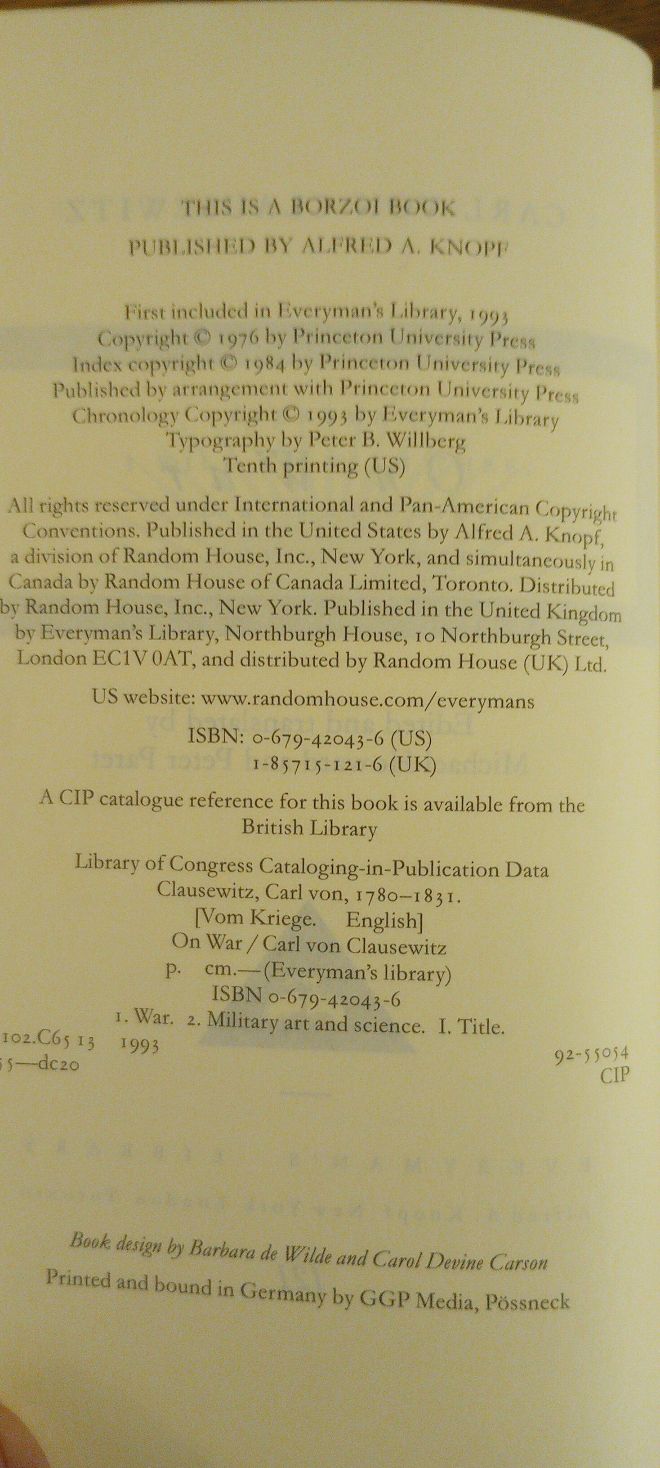 THIS IS A BORZOI BOOK
PUBLISHED BY ALFRED A. KNOPF
First included in Everyman's Library, 1993
Copyright © 1976 by Princeton University Press
Index copyright © 1984 by Princeton University Press
Published by arrangement with Princeton University Press
Chronology Copyright © 1993 by Everyman's Library
Typography by Peter B. Willberg
Tenth printing (US)
All rights reserved under International and Pan-American Copyright
Conventions. Published in the United States by Alfred A. Knopf,
a division of Random House, Inc., New York, and simultaneously in
Canada by Random House of Canada Limited, Toronto. Distributed
by Random House, Inc., New York. Published in the United Kingdom
by Everyman's Library, Northburgh House, 10 Northburgh Street,
London EC1V 0AT, and distributed by Random House (UK) Ltd.
US website: www.randomhouse.com/everymans
ISBN: 0-679-42043-6 (US)
1-85715-121-6 (UK)
A CIP catalogue reference for this book is available from the
British Library
Library of Congress Cataloging-in-Publication Data
Clausewitz, Carl von, 1780–1831.
[Vom Kriege. English]
On War / Carl von Clausewitz
p. cm.—(Everyman's library)
ISBN 0-679-42043-6
1. War. 2. Military art and science. I. Title.
102.C65 13 1993 92-55054
5—dc20 CIP
Book design by Barbara de Wilde and Carol Devine Carson
Printed and bound in Germany by GGP Media, Pössneck